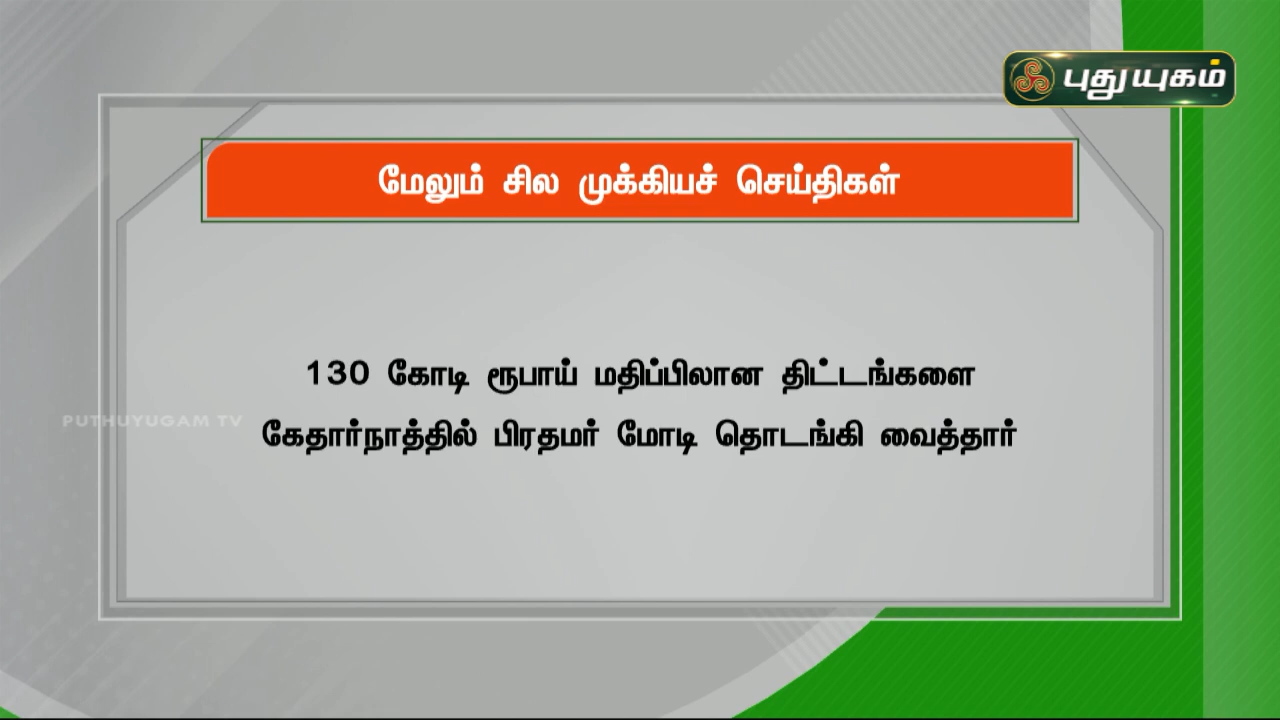 புதுயுகம்
மேலும் சில முக்கியச் செய்திகள்
130 கோடி ரூபாய் மதிப்பிலான திட்டங்களை
PUTHUYUGAM TV
கேதார்நாத்தில் பிரதமர் மோடி தொடங்கி வைத்தார்